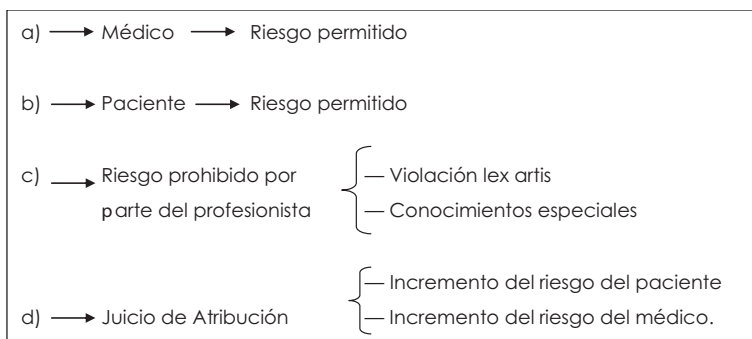 a) → Médico → Riesgo permitido
b) → Paciente → Riesgo permitido
c) → Riesgo prohibido por — Violación lex artis
parte del profesionista — Conocimientos especiales
— Incremento del riesgo del paciente
d) → Juicio de Atribución
— Incremento del riesgo del médico.